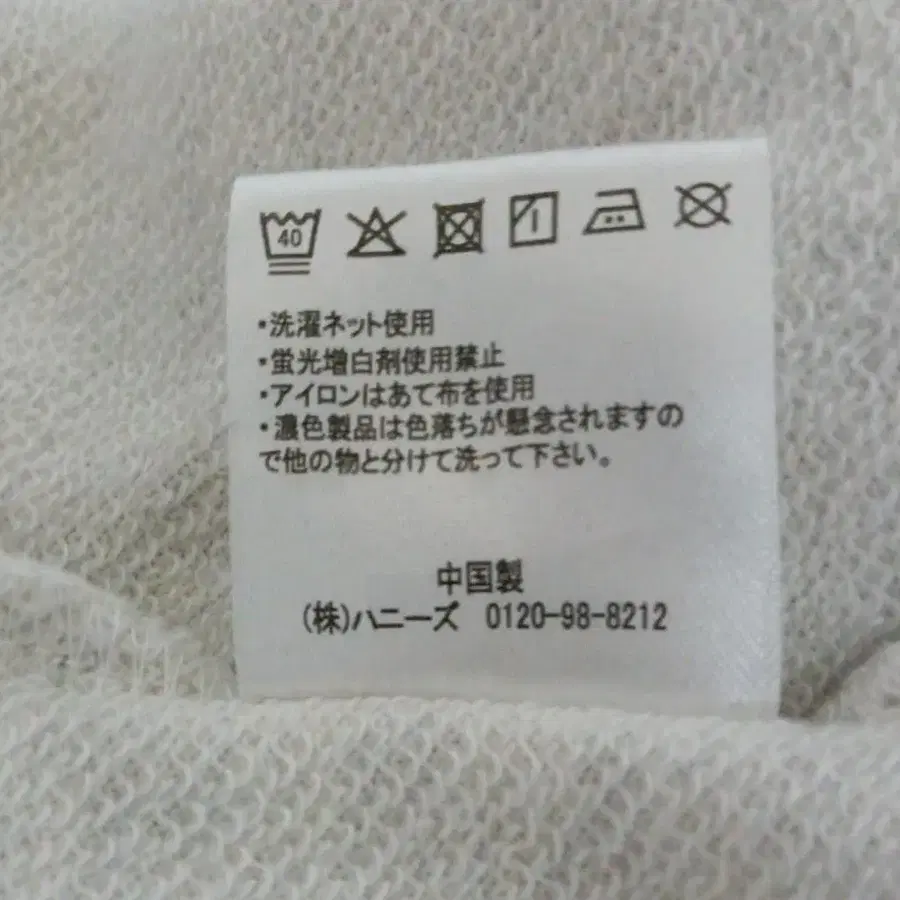 40
・洗濯ネット使用
・蛍光増白剤使用禁止
・アイロンはあて布を使用
・濃色製品は色落ちが懸念されますの
で他の物と分けて洗って下さい。
中国製
(株)ハニーズ 0120-98-8212